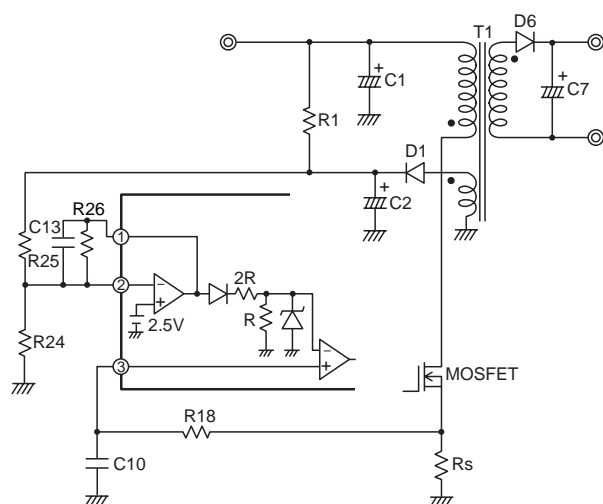 T1
D6
+
C1
+
C7
R1
D1
+
C2
C13
R26
R25
1
2
2R
−
+
2.5V
R
R24
−
+
3
MOSFET
R18
C10
Rs